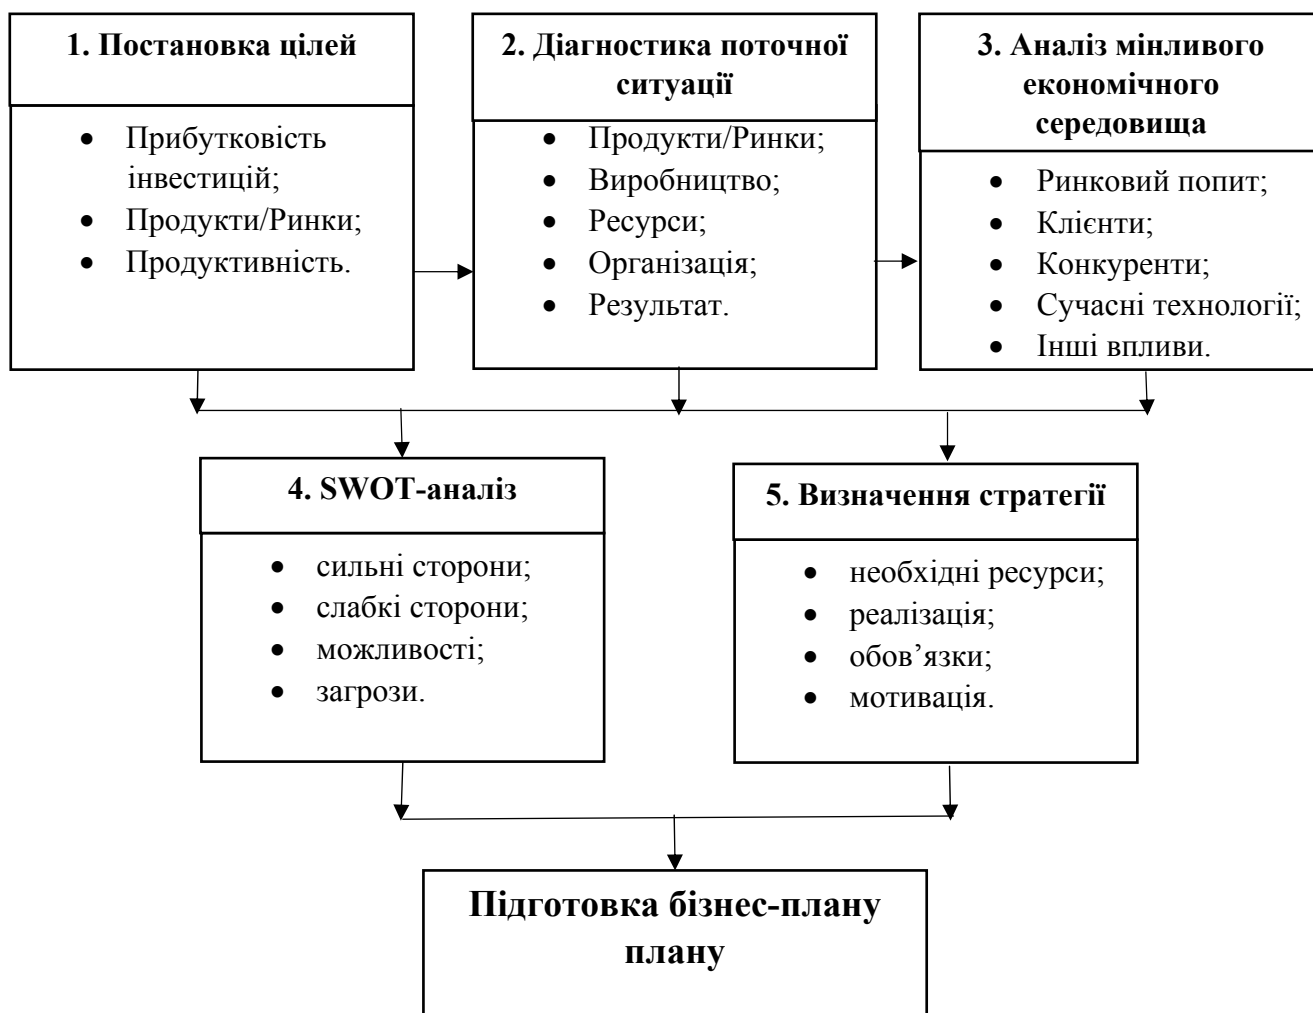 1. Постановка цілей
• Прибутковість
інвестицій;
• Продукти/Ринки;
• Продуктивність.
2. Діагностика поточної
ситуації
• Продукти/Ринки;
• Виробництво;
• Ресурси;
• Організація;
• Результат.
3. Аналіз мінливого
економічного
середовища
• Ринковий попит;
• Клієнти;
• Конкуренти;
• Сучасні технології;
• Інші впливи.
4. SWOT-аналіз
• сильні сторони;
• слабкі сторони;
• можливості;
• загрози.
5. Визначення стратегії
• необхідні ресурси;
• реалізація;
• обов’язки;
• мотивація.
Підготовка бізнес-плану
плану